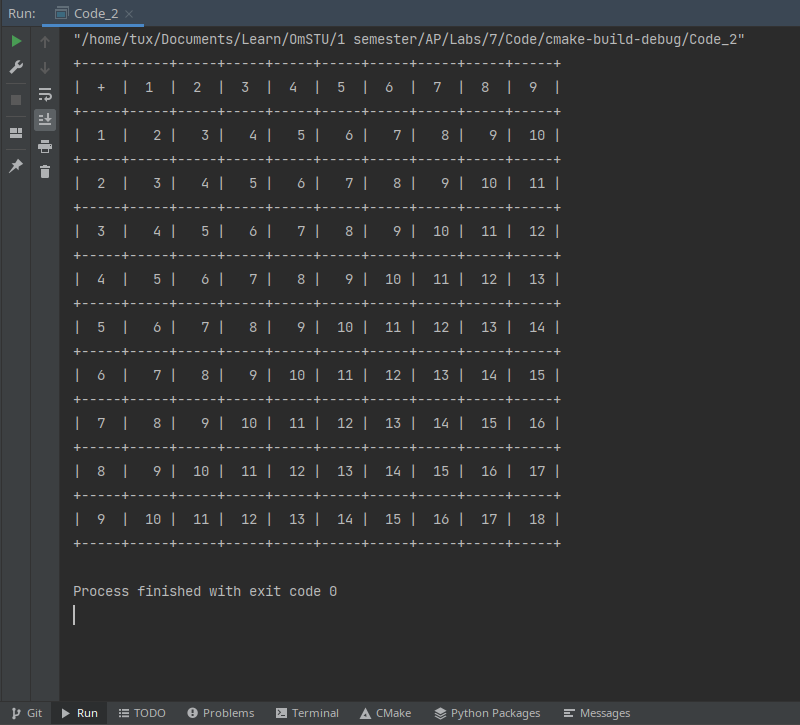 Run: Code_2
"/home/tux/Documents/Learn/OmSTU/1 semester/AP/Labs/7/Code/cmake-build-debug/Code_2"
+-----+-----+-----+-----+-----+-----+-----+-----+-----+-----+
|  +  |  1  |  2  |  3  |  4  |  5  |  6  |  7  |  8  |  9  |
+-----+-----+-----+-----+-----+-----+-----+-----+-----+-----+
|  1  |   2 |   3 |   4 |   5 |   6 |   7 |   8 |   9 |  10 |
+-----+-----+-----+-----+-----+-----+-----+-----+-----+-----+
|  2  |   3 |   4 |   5 |   6 |   7 |   8 |   9 |  10 |  11 |
+-----+-----+-----+-----+-----+-----+-----+-----+-----+-----+
|  3  |   4 |   5 |   6 |   7 |   8 |   9 |  10 |  11 |  12 |
+-----+-----+-----+-----+-----+-----+-----+-----+-----+-----+
|  4  |   5 |   6 |   7 |   8 |   9 |  10 |  11 |  12 |  13 |
+-----+-----+-----+-----+-----+-----+-----+-----+-----+-----+
|  5  |   6 |   7 |   8 |   9 |  10 |  11 |  12 |  13 |  14 |
+-----+-----+-----+-----+-----+-----+-----+-----+-----+-----+
|  6  |   7 |   8 |   9 |  10 |  11 |  12 |  13 |  14 |  15 |
+-----+-----+-----+-----+-----+-----+-----+-----+-----+-----+
|  7  |   8 |   9 |  10 |  11 |  12 |  13 |  14 |  15 |  16 |
+-----+-----+-----+-----+-----+-----+-----+-----+-----+-----+
|  8  |   9 |  10 |  11 |  12 |  13 |  14 |  15 |  16 |  17 |
+-----+-----+-----+-----+-----+-----+-----+-----+-----+-----+
|  9  |  10 |  11 |  12 |  13 |  14 |  15 |  16 |  17 |  18 |
+-----+-----+-----+-----+-----+-----+-----+-----+-----+-----+
Process finished with exit code 0
Git Run TODO Problems Terminal CMake Python Packages Messages